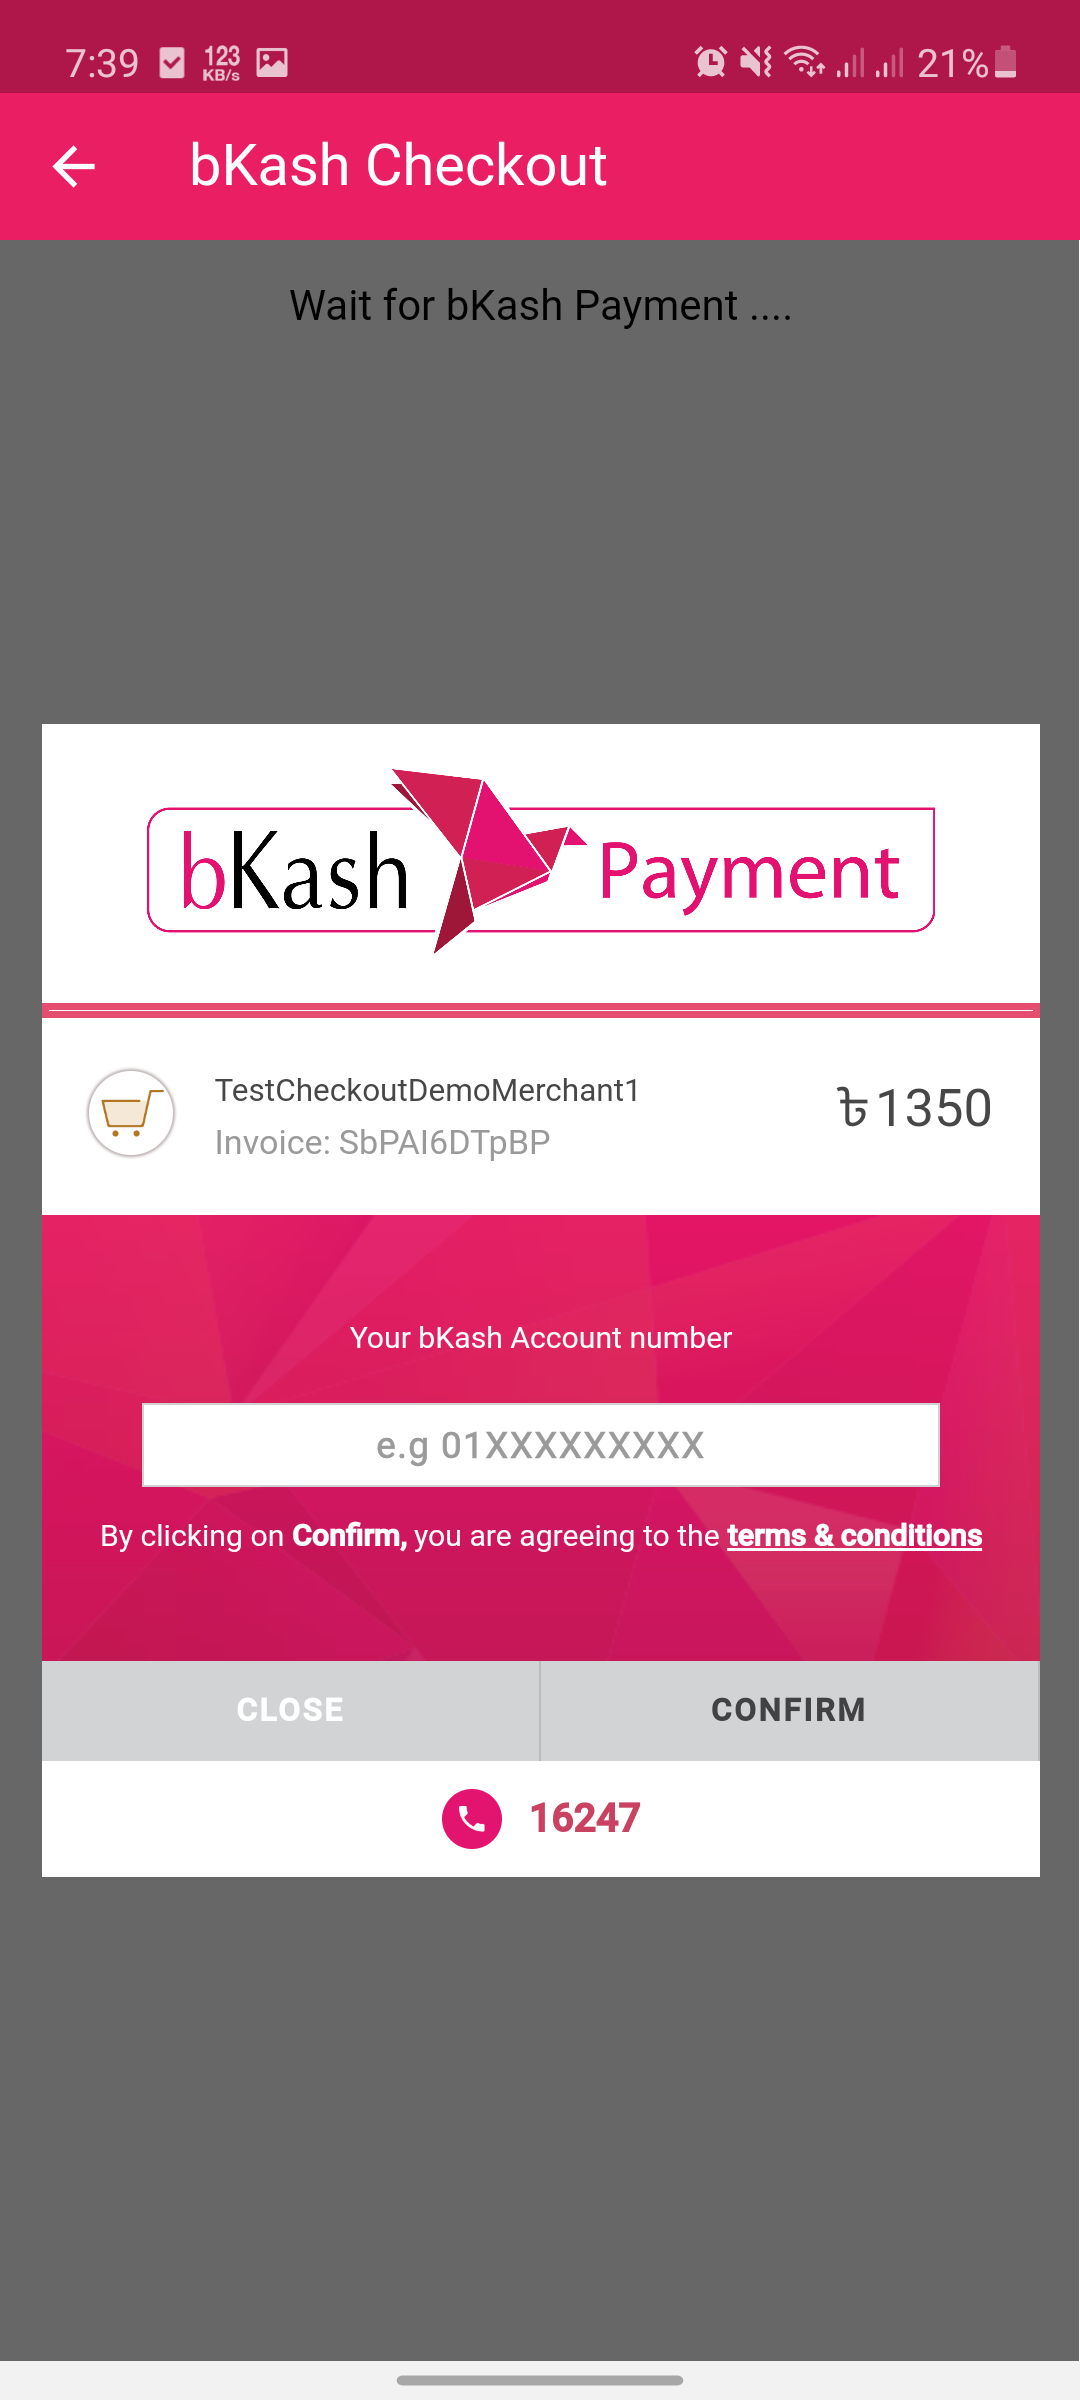 7:39 123 KB/s 21%
bKash Checkout
Wait for bKash Payment ....
bKash Payment
TestCheckoutDemoMerchant1
Invoice: SbPAI6DTpBP
৳ 1350
Your bKash Account number
e.g 01XXXXXXXXX
By clicking on Confirm, you are agreeing to the terms & conditions
CLOSE CONFIRM
16247